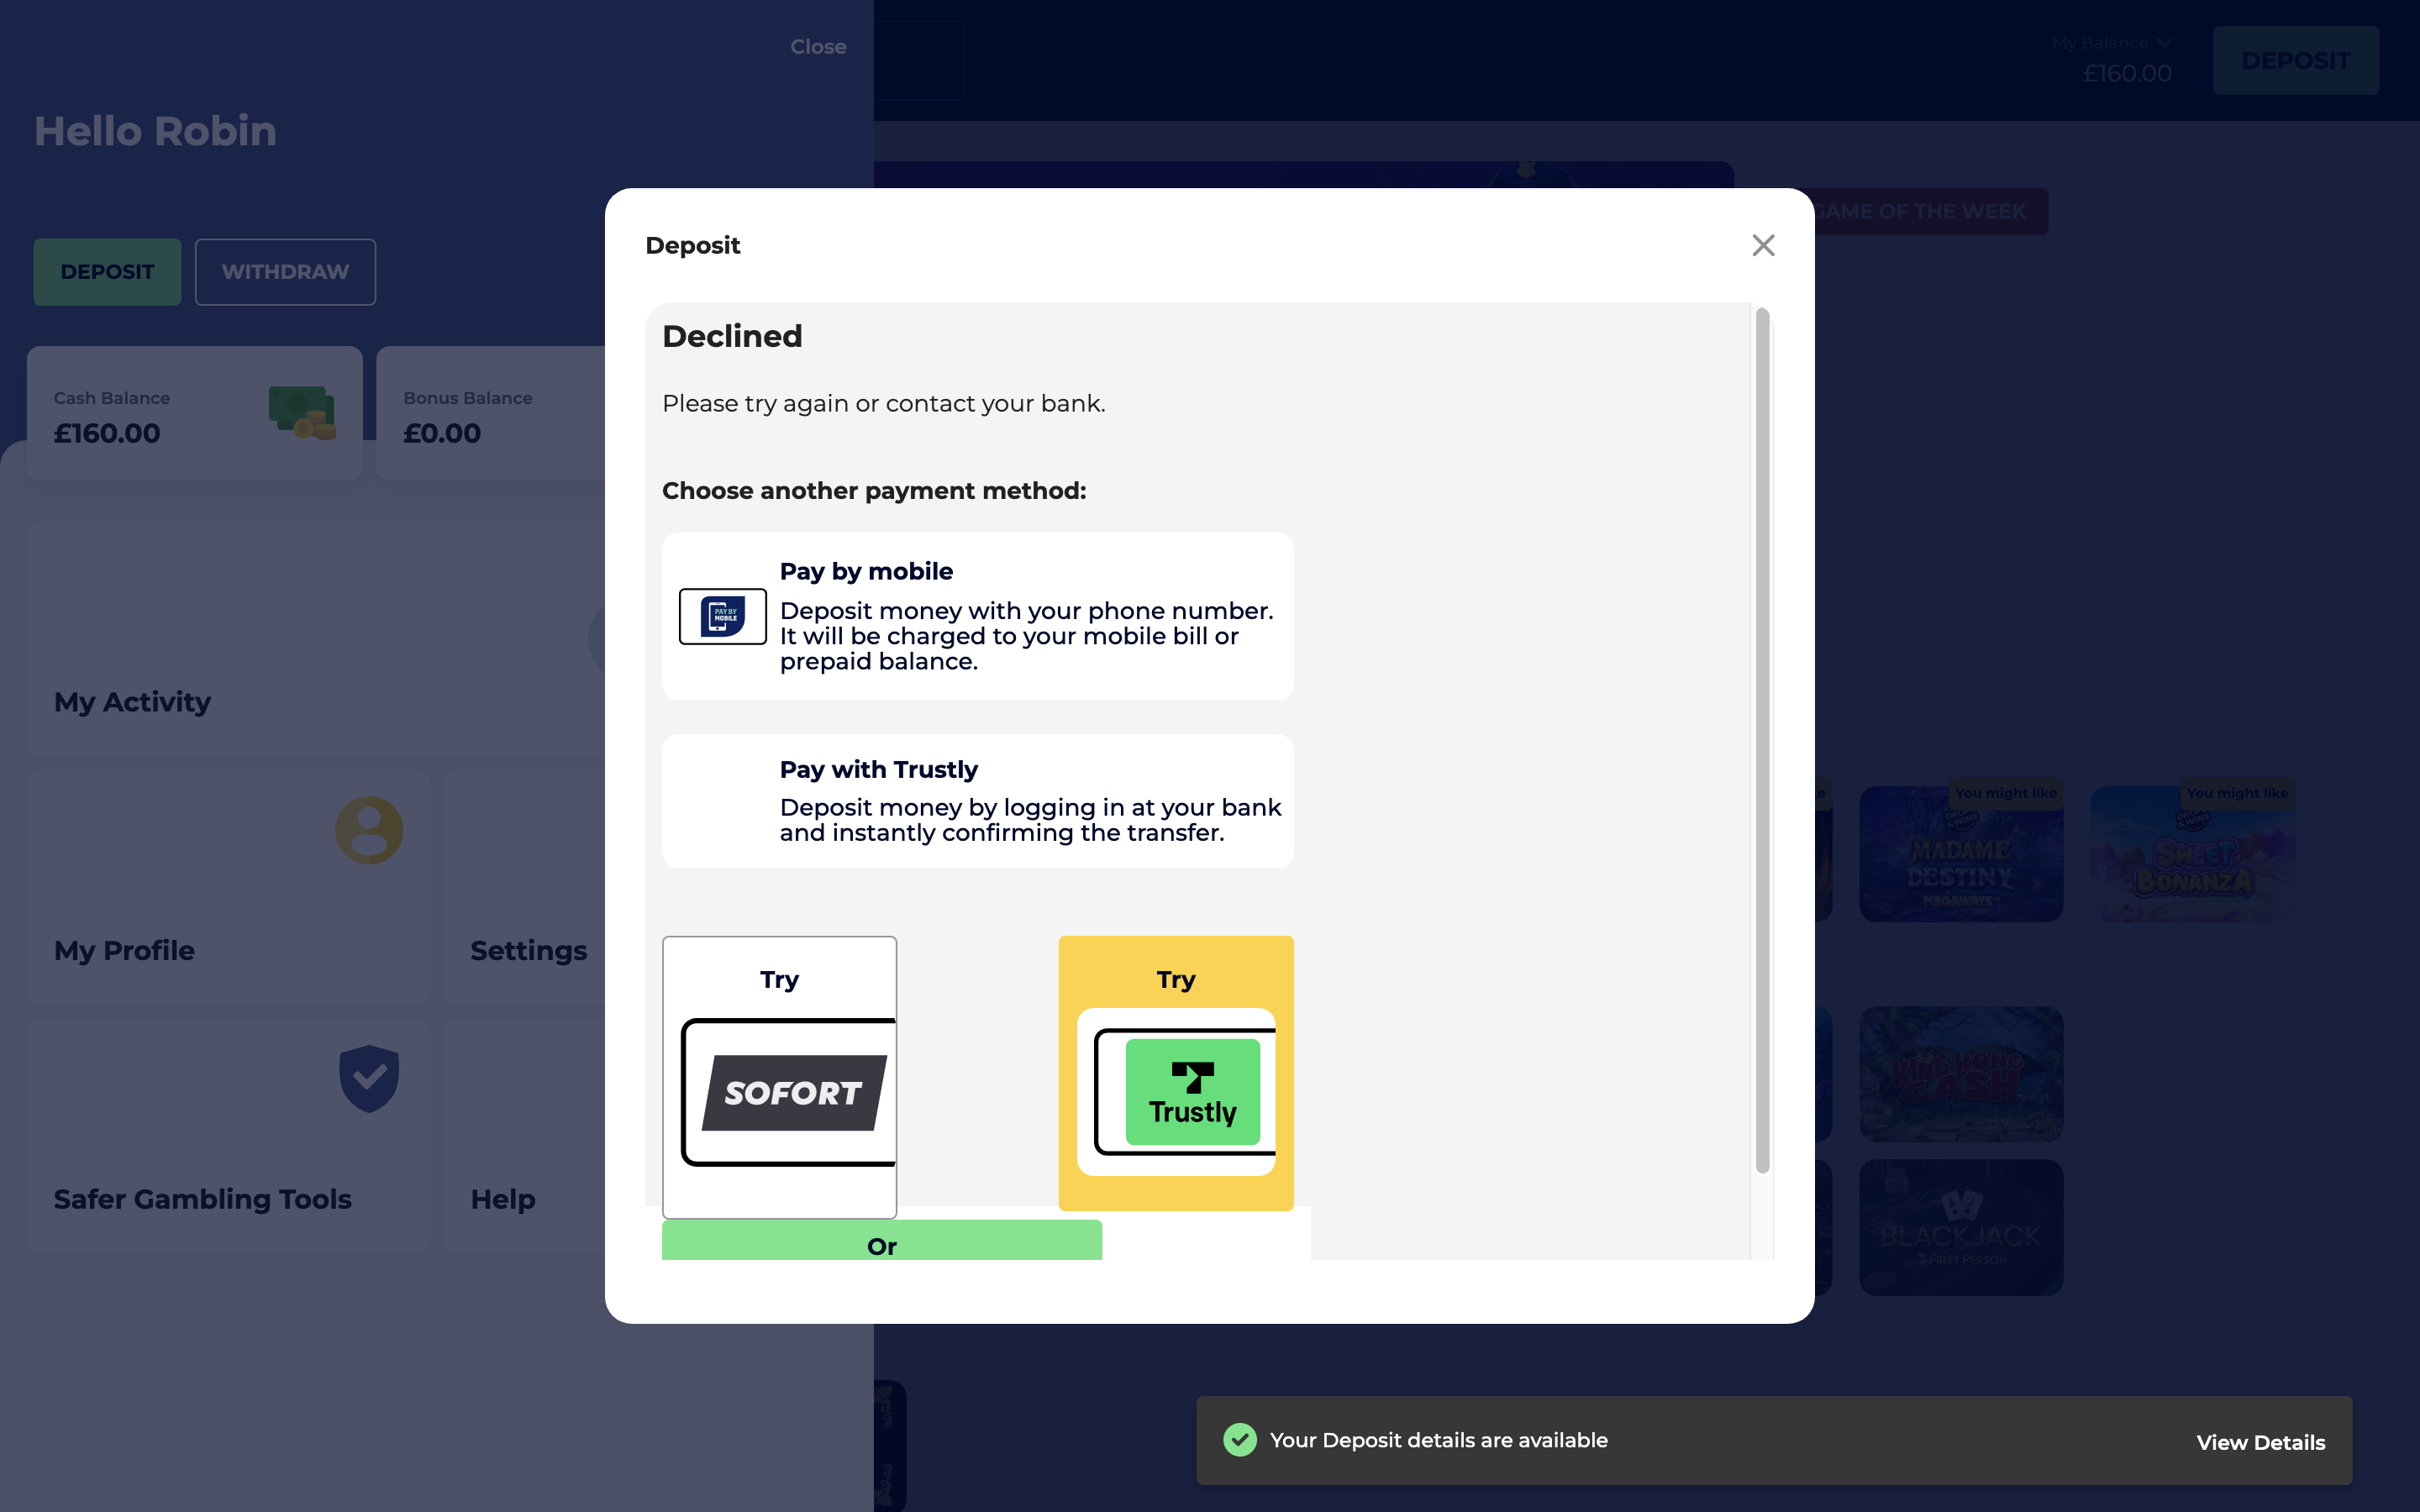 Close
My Balance
£160.00
DEPOSIT
Hello Robin
DEPOSIT
WITHDRAW
Cash Balance
£160.00
Bonus Balance
£0.00
My Activity
My Profile
Settings
Safer Gambling Tools
Help
GAME OF THE WEEK
Deposit
Declined
Please try again or contact your bank.
Choose another payment method:
PAY BY
MOBILE
Pay by mobile
Deposit money with your phone number.
It will be charged to your mobile bill or
prepaid balance.
Pay with Trustly
Deposit money by logging in at your bank
and instantly confirming the transfer.
Try
SOFORT
Try
Trustly
Or
You might like
MADAME
DESTINY
MEGAWAYS
You might like
SWEET
BONANZA
KING KONG
CASH
BLACKJACK
FIRST PERSON
Your Deposit details are available
View Details